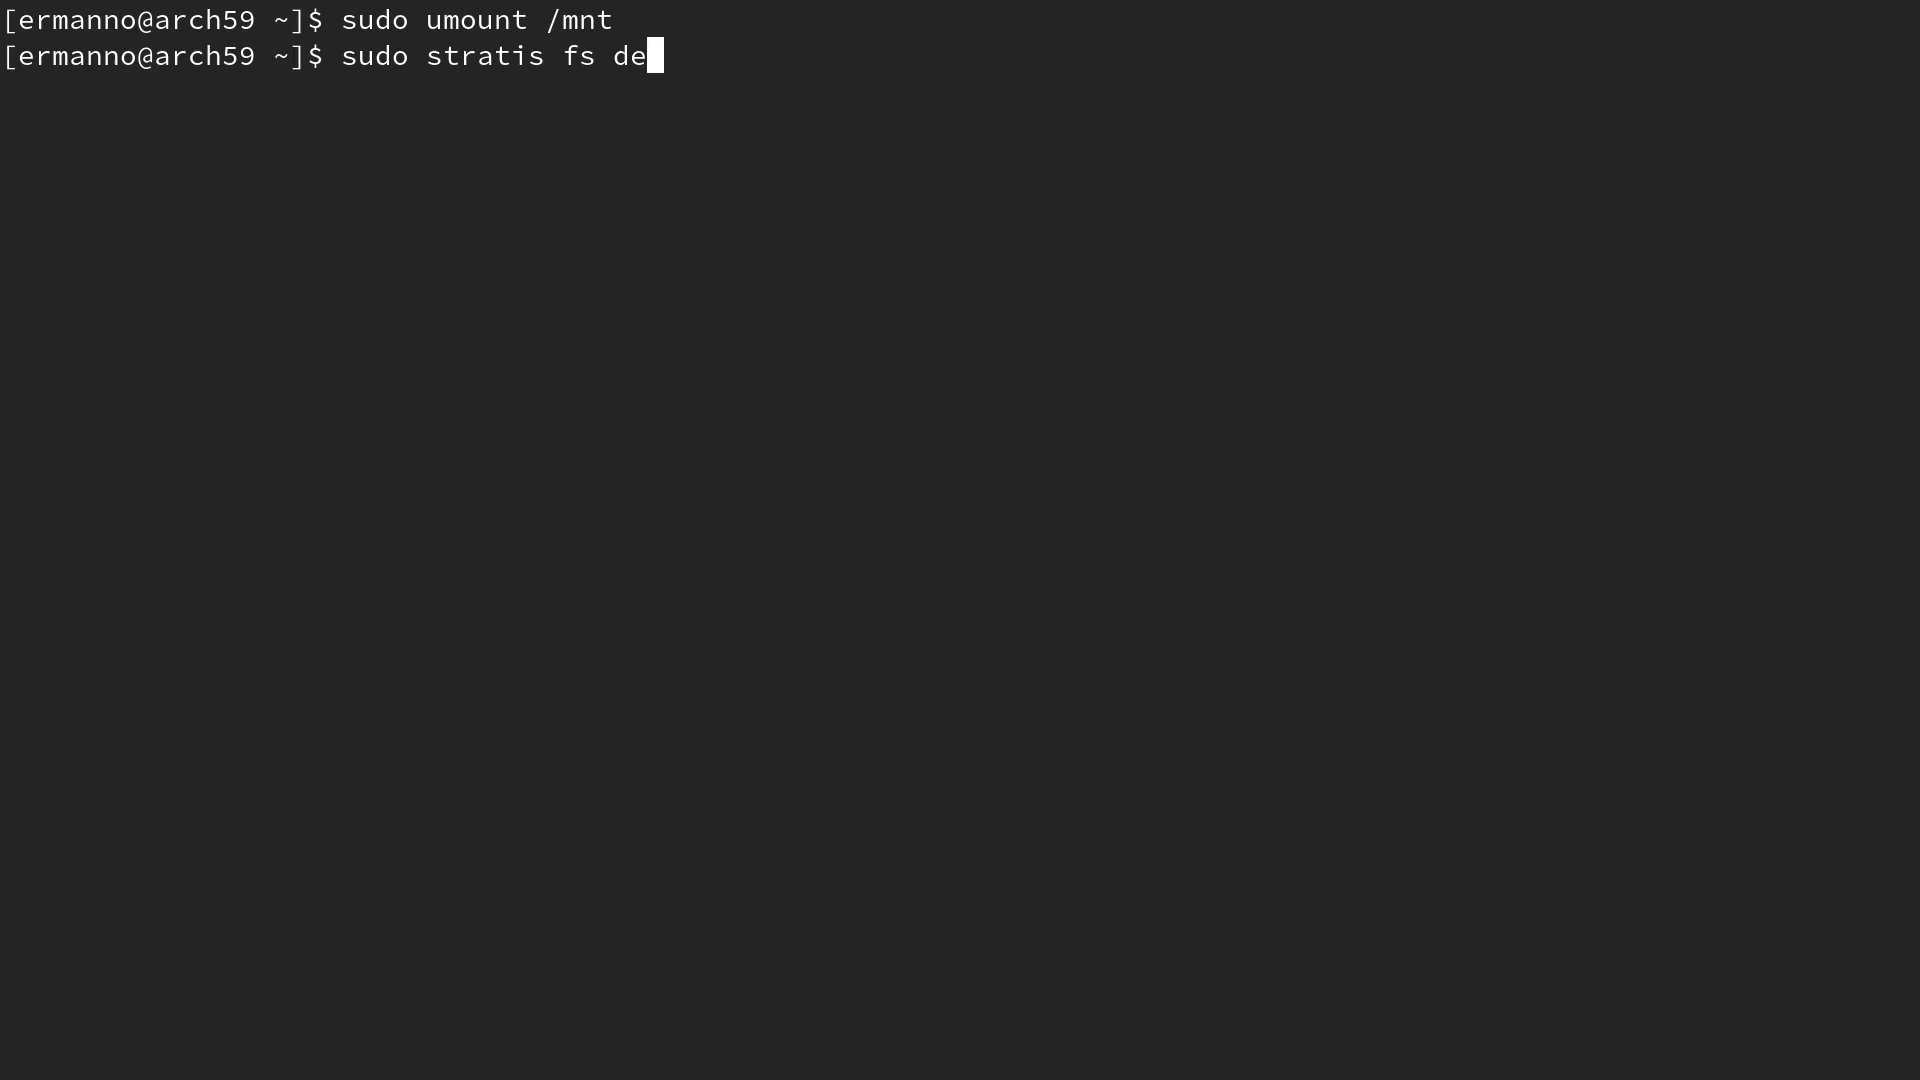 [ermanno@arch59 ~]$ sudo umount /mnt
[ermanno@arch59 ~]$ sudo stratis fs de